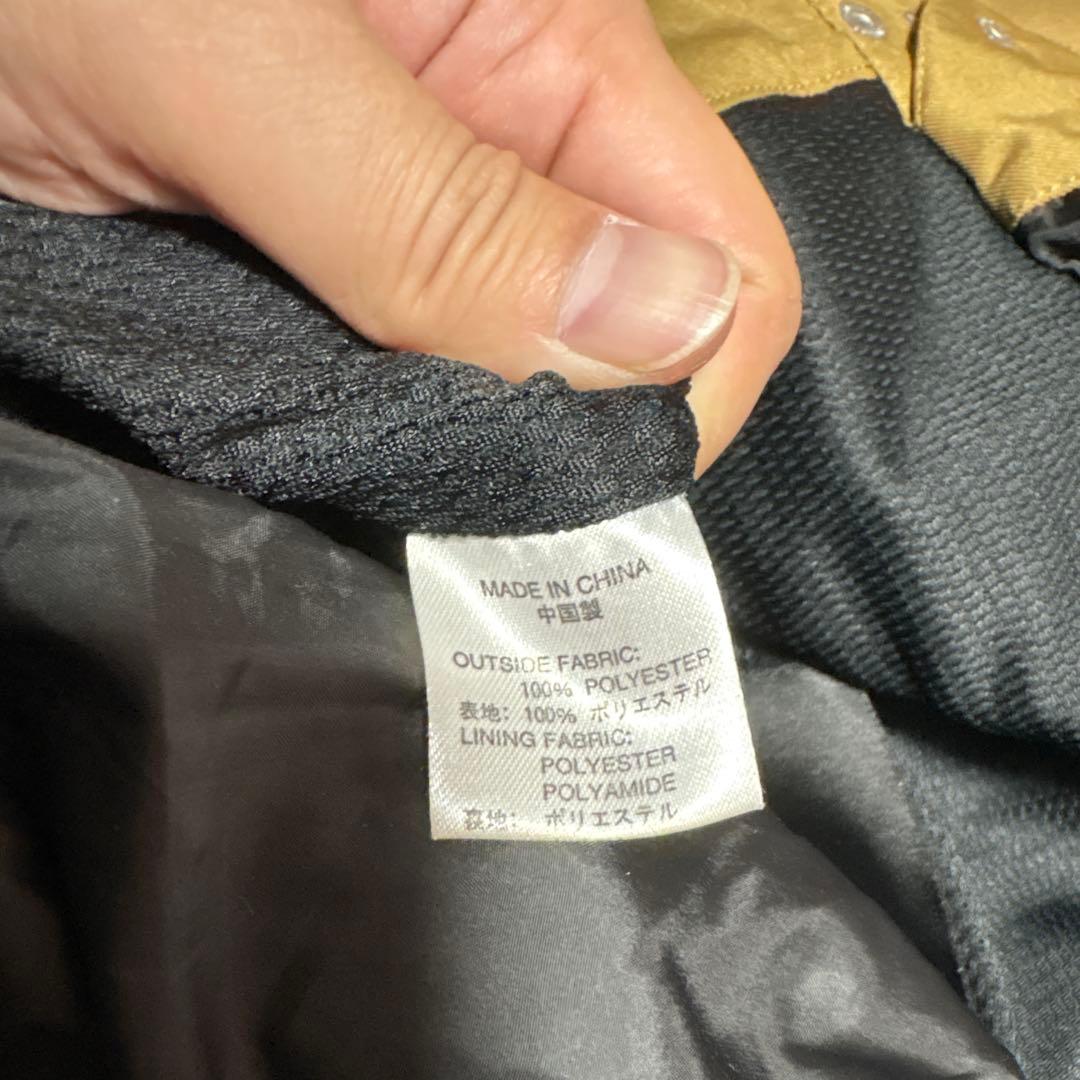 MADE IN CHINA
中国製
OUTSIDE FABRIC:
100% POLYESTER
表地: 100% ポリエステル
LINING FABRIC:
POLYESTER
POLYAMIDE
裏地: ポリエステル